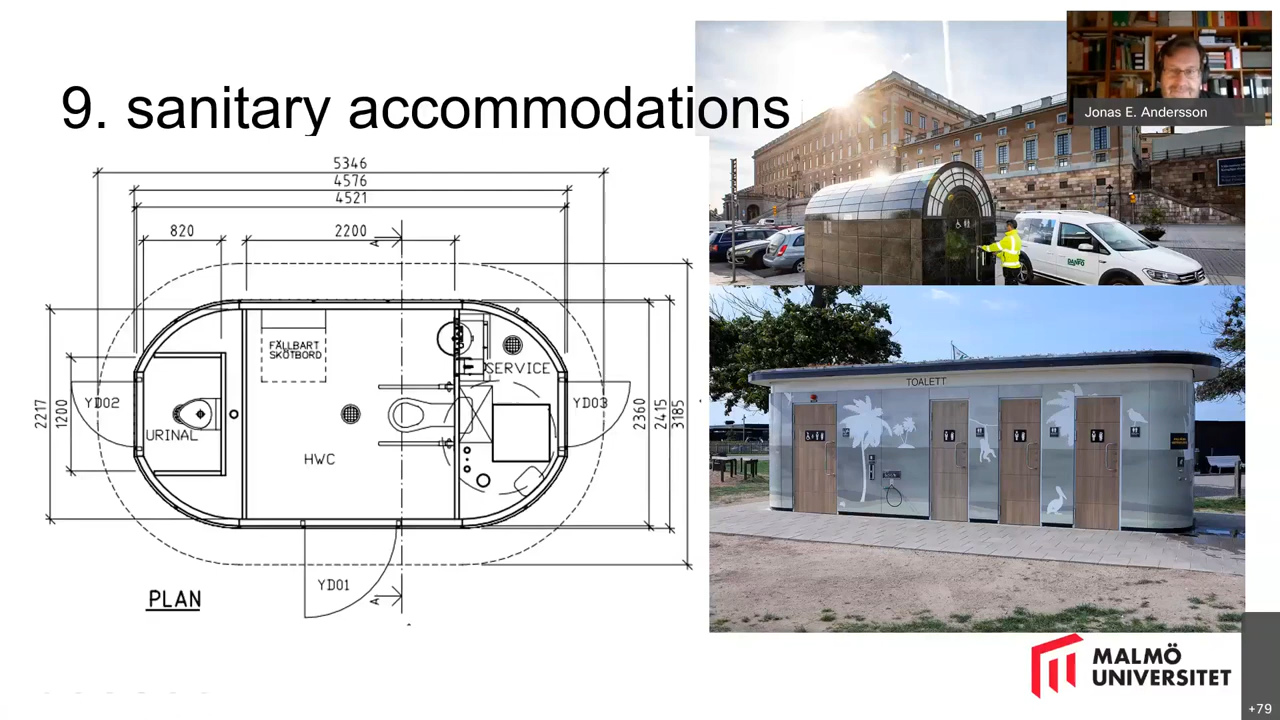 9. sanitary accommodations
Jonas E. Andersson
5346
4576
4521
820
2200
A
FÄLLBART
SKÖTBORD
SERVICE
YD02
YD03
URINAL
HWC
2217
1200
2360
2415
3185
YD01
A
PLAN
DANFO
TOALETT
MALMÖ
UNIVERSITET
+79